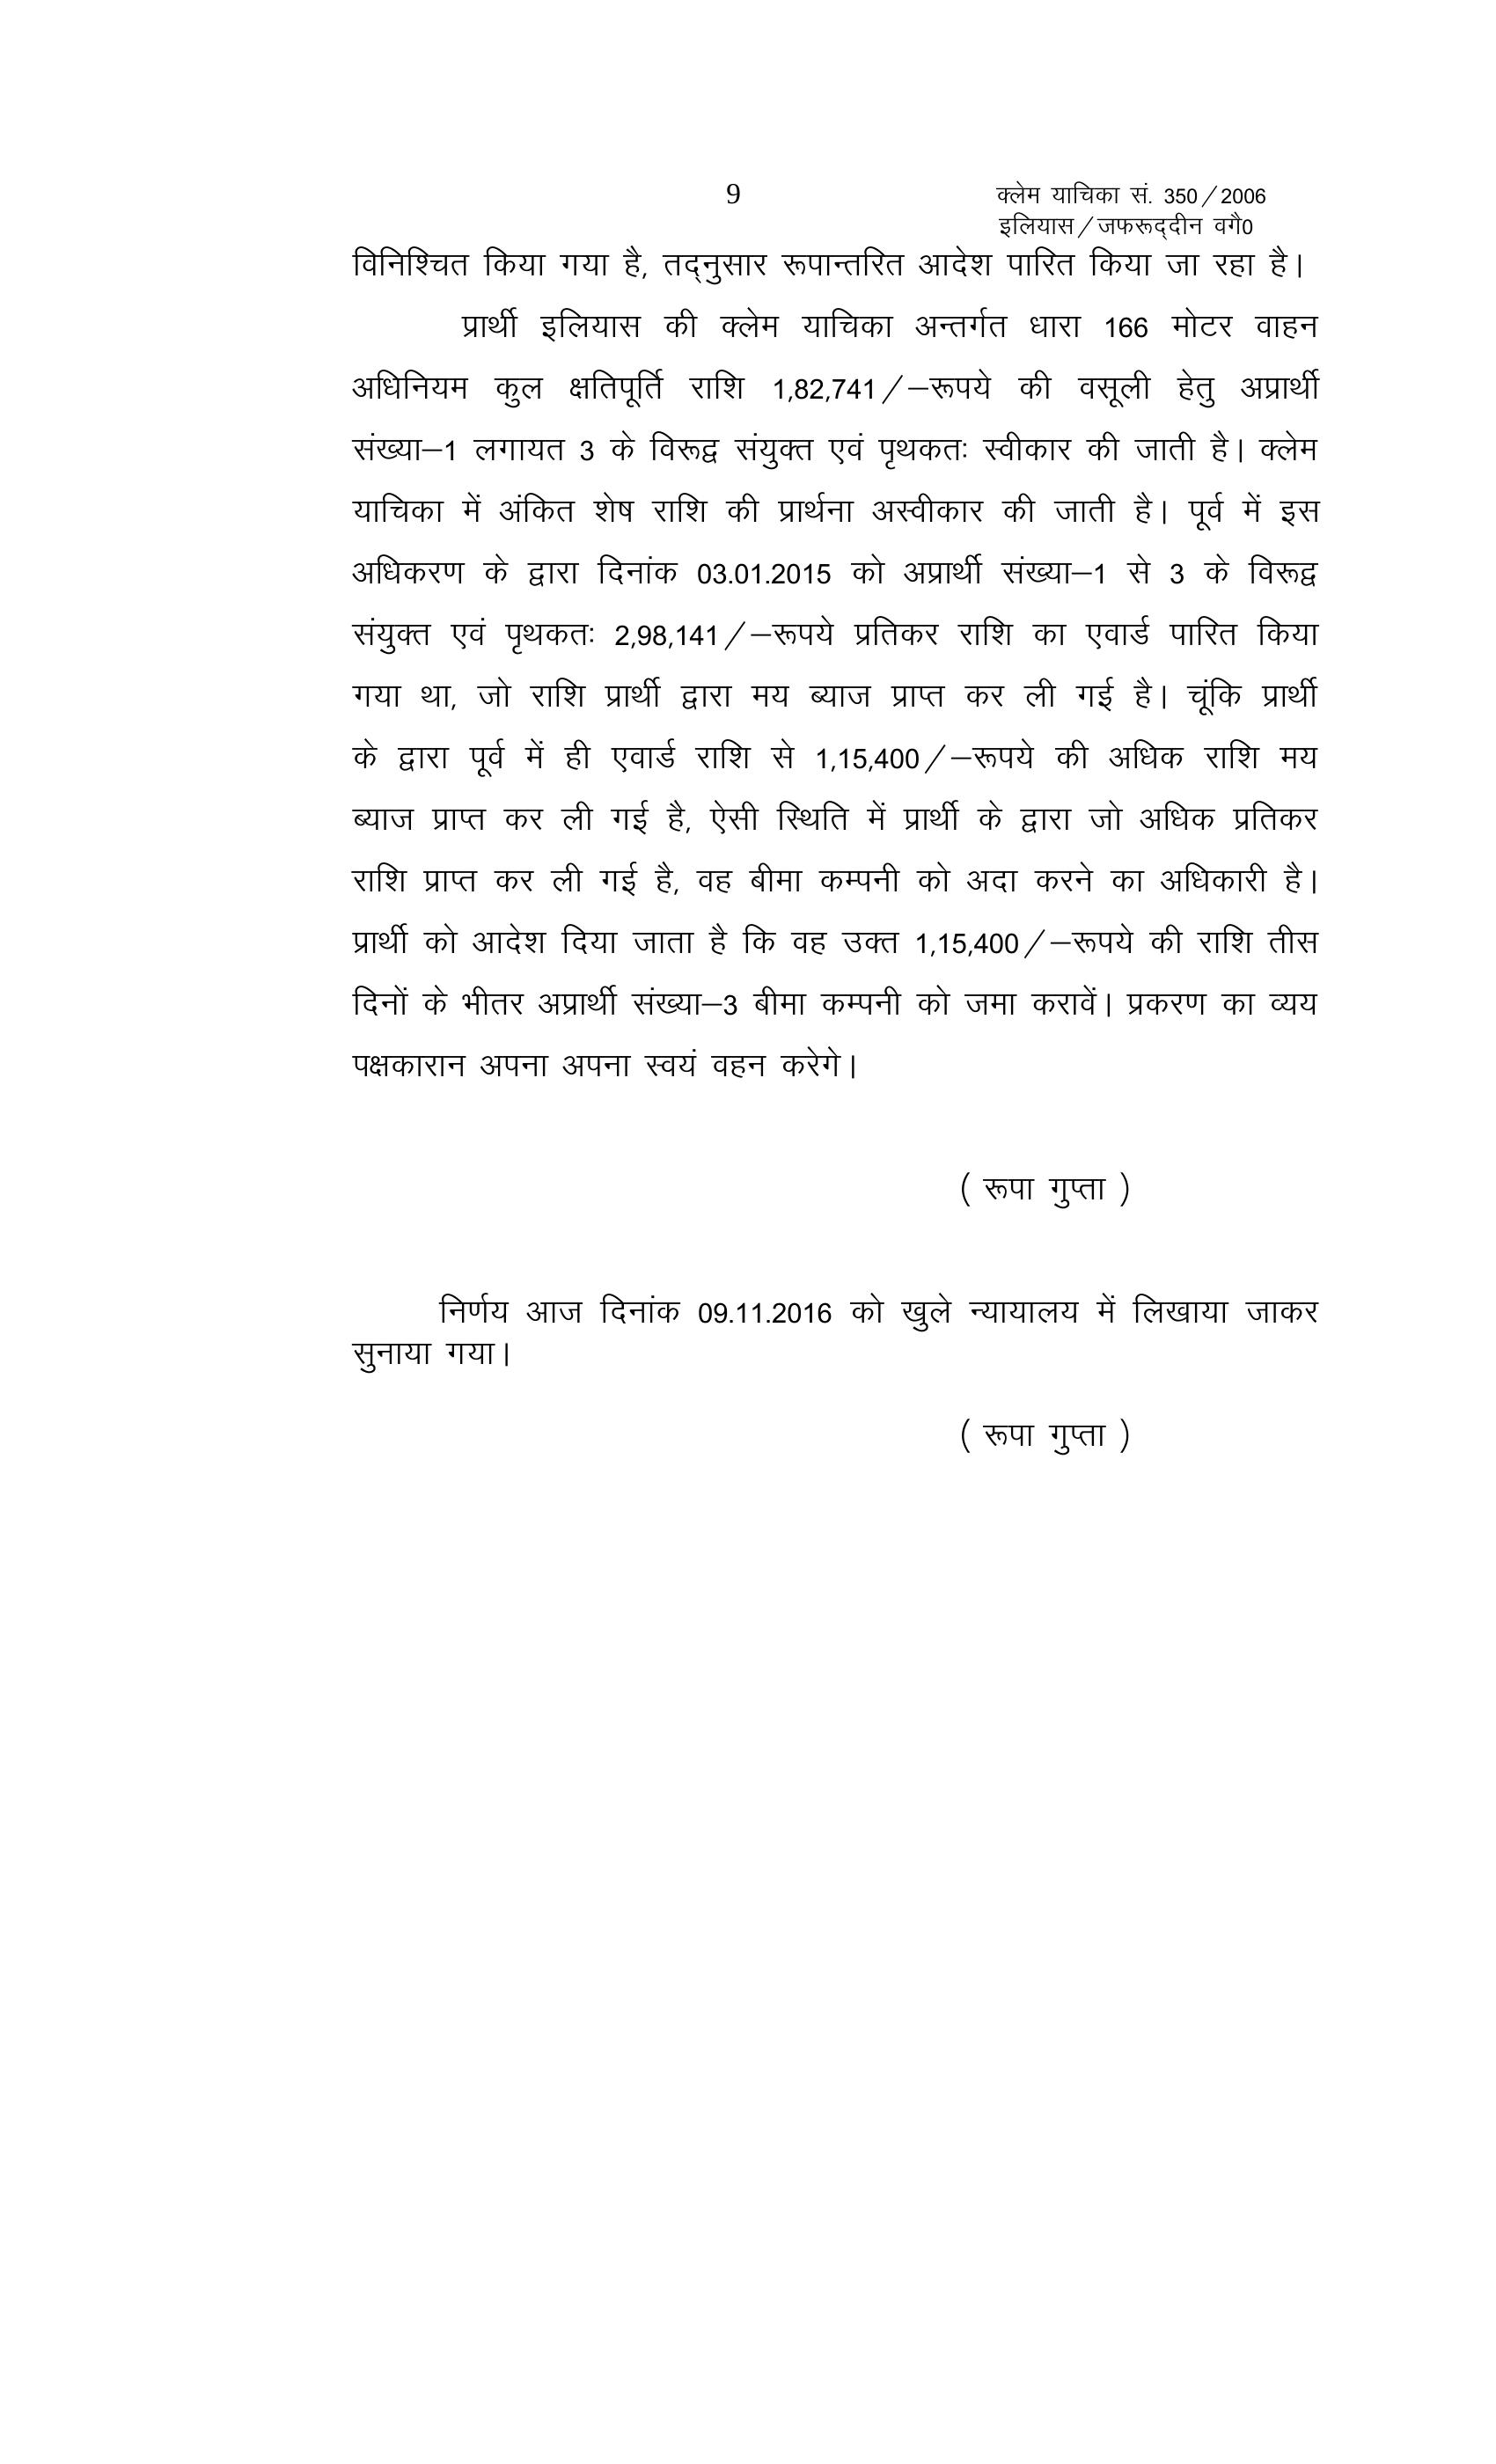 9 क्लेम याचिका सं. 350/2006
इलियास/जफरूद्दीन वगै0
विनिश्चित किया गया है, तद्नुसार रूपान्तरित आदेश पारित किया जा रहा है।
प्रार्थी इलियास की क्लेम याचिका अन्तर्गत धारा 166 मोटर वाहन
अधिनियम कुल क्षतिपूर्ति राशि 1,82,741/–रूपये की वसूली हेतु अप्रार्थी
संख्या–1 लगायत 3 के विरूद्व संयुक्त एवं पृथकतः स्वीकार की जाती है। क्लेम
याचिका में अंकित शेष राशि की प्रार्थना अस्वीकार की जाती है। पूर्व में इस
अधिकरण के द्वारा दिनांक 03.01.2015 को अप्रार्थी संख्या–1 से 3 के विरूद्व
संयुक्त एवं पृथकतः 2,98,141/–रूपये प्रतिकर राशि का एवार्ड पारित किया
गया था, जो राशि प्रार्थी द्वारा मय ब्याज प्राप्त कर ली गई है। चूंकि प्रार्थी
के द्वारा पूर्व में ही एवार्ड राशि से 1,15,400/–रूपये की अधिक राशि मय
ब्याज प्राप्त कर ली गई है, ऐसी स्थिति में प्रार्थी के द्वारा जो अधिक प्रतिकर
राशि प्राप्त कर ली गई है, वह बीमा कम्पनी को अदा करने का अधिकारी है।
प्रार्थी को आदेश दिया जाता है कि वह उक्त 1,15,400/–रूपये की राशि तीस
दिनों के भीतर अप्रार्थी संख्या–3 बीमा कम्पनी को जमा करावें। प्रकरण का व्यय
पक्षकारान अपना अपना स्वयं वहन करेगे।
( रूपा गुप्ता )
निर्णय आज दिनांक 09.11.2016 को खुले न्यायालय में लिखाया जाकर
सुनाया गया।
( रूपा गुप्ता )